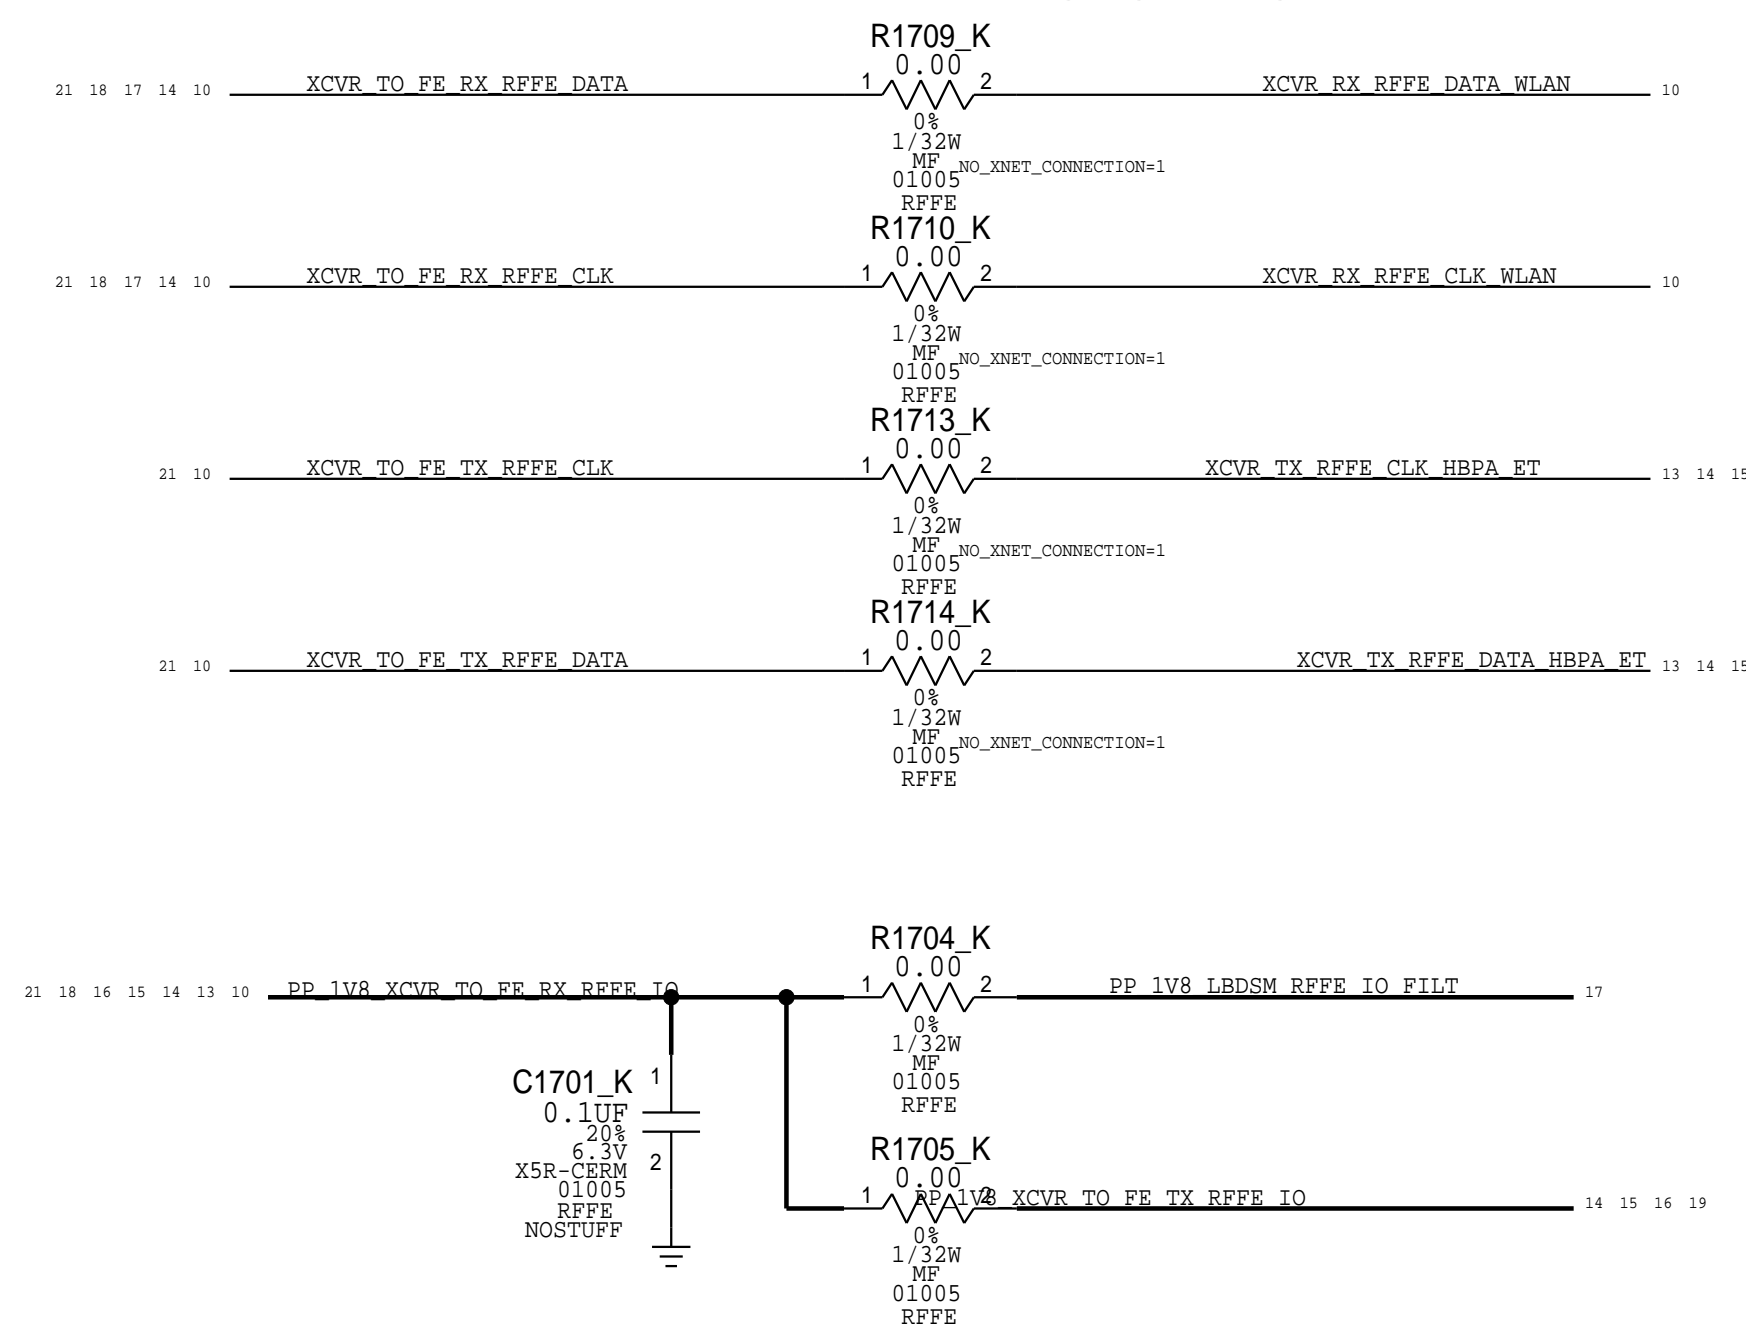 R1709_K
0.00
21 18 17 14 10 XCVR_TO_FE_RX_RFFE_DATA 1 2 XCVR_RX_RFFE_DATA_WLAN 10
0%
1/32W
MF
NO_XNET_CONNECTION=1
01005
RFFE
R1710_K
0.00
21 18 17 14 10 XCVR_TO_FE_RX_RFFE_CLK 1 2 XCVR_RX_RFFE_CLK_WLAN 10
0%
1/32W
MF
NO_XNET_CONNECTION=1
01005
RFFE
R1713_K
0.00
21 10 XCVR_TO_FE_TX_RFFE_CLK 1 2 XCVR_TX_RFFE_CLK_HBPA_ET 13 14 15
0%
1/32W
MF
NO_XNET_CONNECTION=1
01005
RFFE
R1714_K
0.00
21 10 XCVR_TO_FE_TX_RFFE_DATA 1 2 XCVR_TX_RFFE_DATA_HBPA_ET 13 14 15
0%
1/32W
MF
NO_XNET_CONNECTION=1
01005
RFFE
R1704_K
0.00
21 18 16 15 14 13 10 PP_1V8_XCVR_TO_FE_RX_RFFE_IO 1 2 PP_1V8_LBDSM_RFFE_IO_FILT 17
0%
1/32W
MF
01005
RFFE
C1701_K 1
0.1UF
20%
6.3V
2
X5R-CERM
01005
RFFE
NOSTUFF
R1705_K
0.00
1 2 PP_1V8_XCVR_TO_FE_TX_RFFE_IO 14 15 16 19
0%
1/32W
MF
01005
RFFE